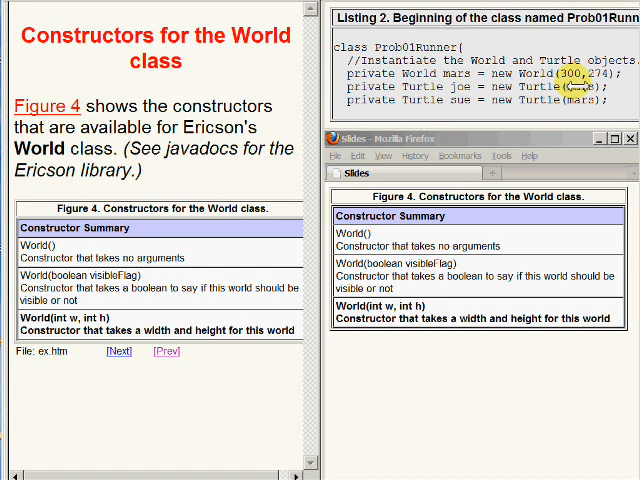 Constructors for the World
class
Figure 4 shows the constructors
that are available for Ericson's
World class. (See javadocs for the
Ericson library.)
Figure 4. Constructors for the World class.
Constructor Summary
World()
Constructor that takes no arguments
World(boolean visibleFlag)
Constructor that takes a boolean to say if this world should be
visible or not
World(int w, int h)
Constructor that takes a width and height for this world
File: ex.htm [Next] [Prev]
Listing 2. Beginning of the class named Prob01Runn
class Prob01Runner{
//Instantiate the World and Turtle objects.
private World mars = new World(300,274);
private Turtle joe = new Turtle(
private Turtle sue = new Turtle(mars);
Slides - Mozilla Firefox
File Edit View History Bookmarks Tools Help
Slides
Figure 4. Constructors for the World class.
Constructor Summary
World()
Constructor that takes no arguments
World(boolean visibleFlag)
Constructor that takes a boolean to say if this world should be
visible or not
World(int w, int h)
Constructor that takes a width and height for this world